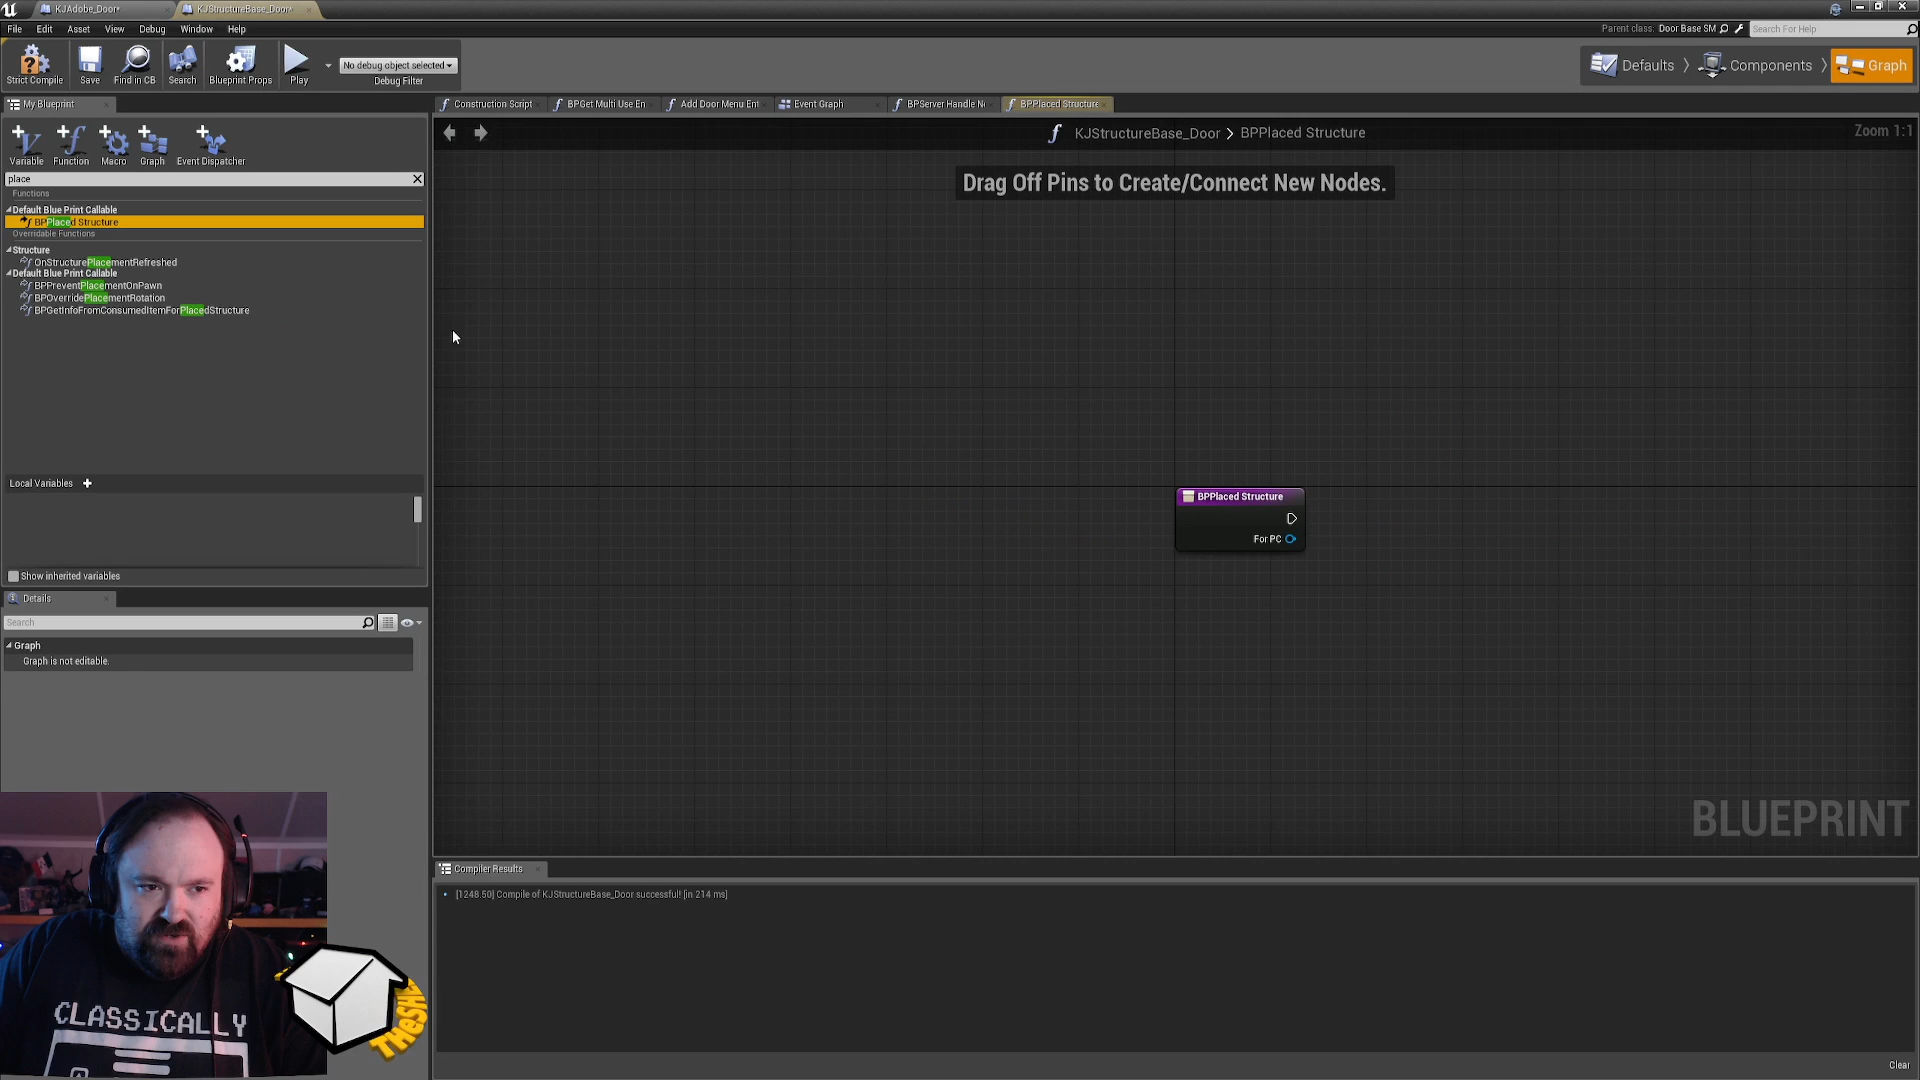 KJAdobe_Door*
KJStructureBase_Door*
File Edit Asset View Debug Window Help
Parent class: Door Base SM
Search For Help
Strict Compile
Save
Find in CB
Search
Blueprint Props
Play
No debug object selected
Debug Filter
Defaults
Components
Graph
My Blueprint
Variable
Function
Macro
Graph
Event Dispatcher
place
Functions
Default Blue Print Callable
BPPlaced Structure
Overridable Functions
Structure
OnStructurePlacementRefreshed
Default Blue Print Callable
BPPreventPlacementOnPawn
BPOverridePlacementRotation
BPGetInfoFromConsumedItemForPlacedStructure
Local Variables
Show inherited variables
Details
Search
Graph
Graph is not editable.
Construction Script
BPGet Multi Use En
Add Door Menu Ent
Event Graph
BPServer Handle N
BPPlaced Structure
KJStructureBase_Door > BPPlaced Structure
Zoom 1:1
Drag Off Pins to Create/Connect New Nodes.
BPPlaced Structure
For PC
BLUEPRINT
Compiler Results
[1248.50] Compile of KJStructureBase_Door successful! [in 214 ms]
Clear
CLASSICALLY